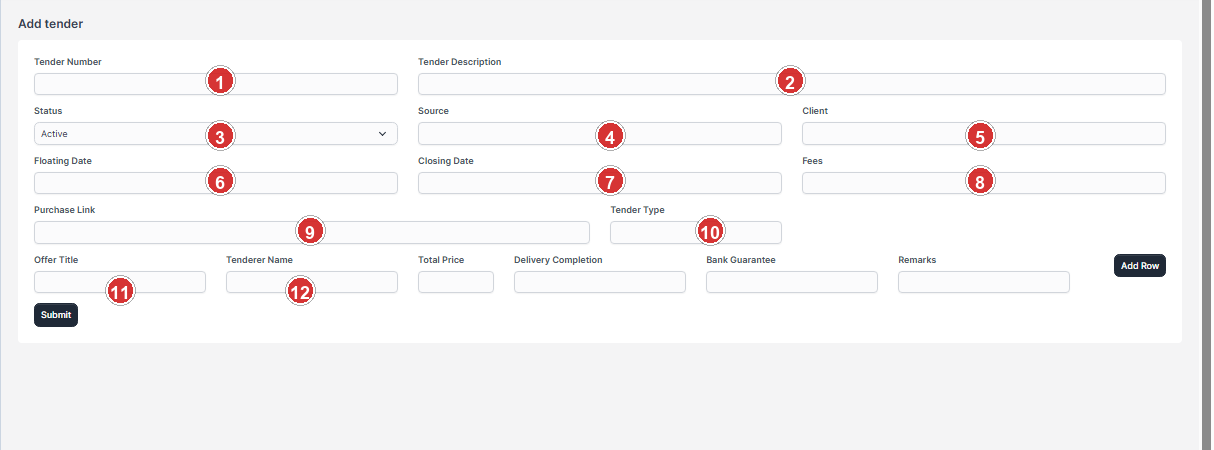 Add tender
Tender Number Tender Description
1 2
Status Source Client
Active 3 4 5
Floating Date Closing Date Fees
6 7 8
Purchase Link Tender Type
9 10
Offer Title Tenderer Name Total Price Delivery Completion Bank Guarantee Remarks Add Row
11 12
Submit